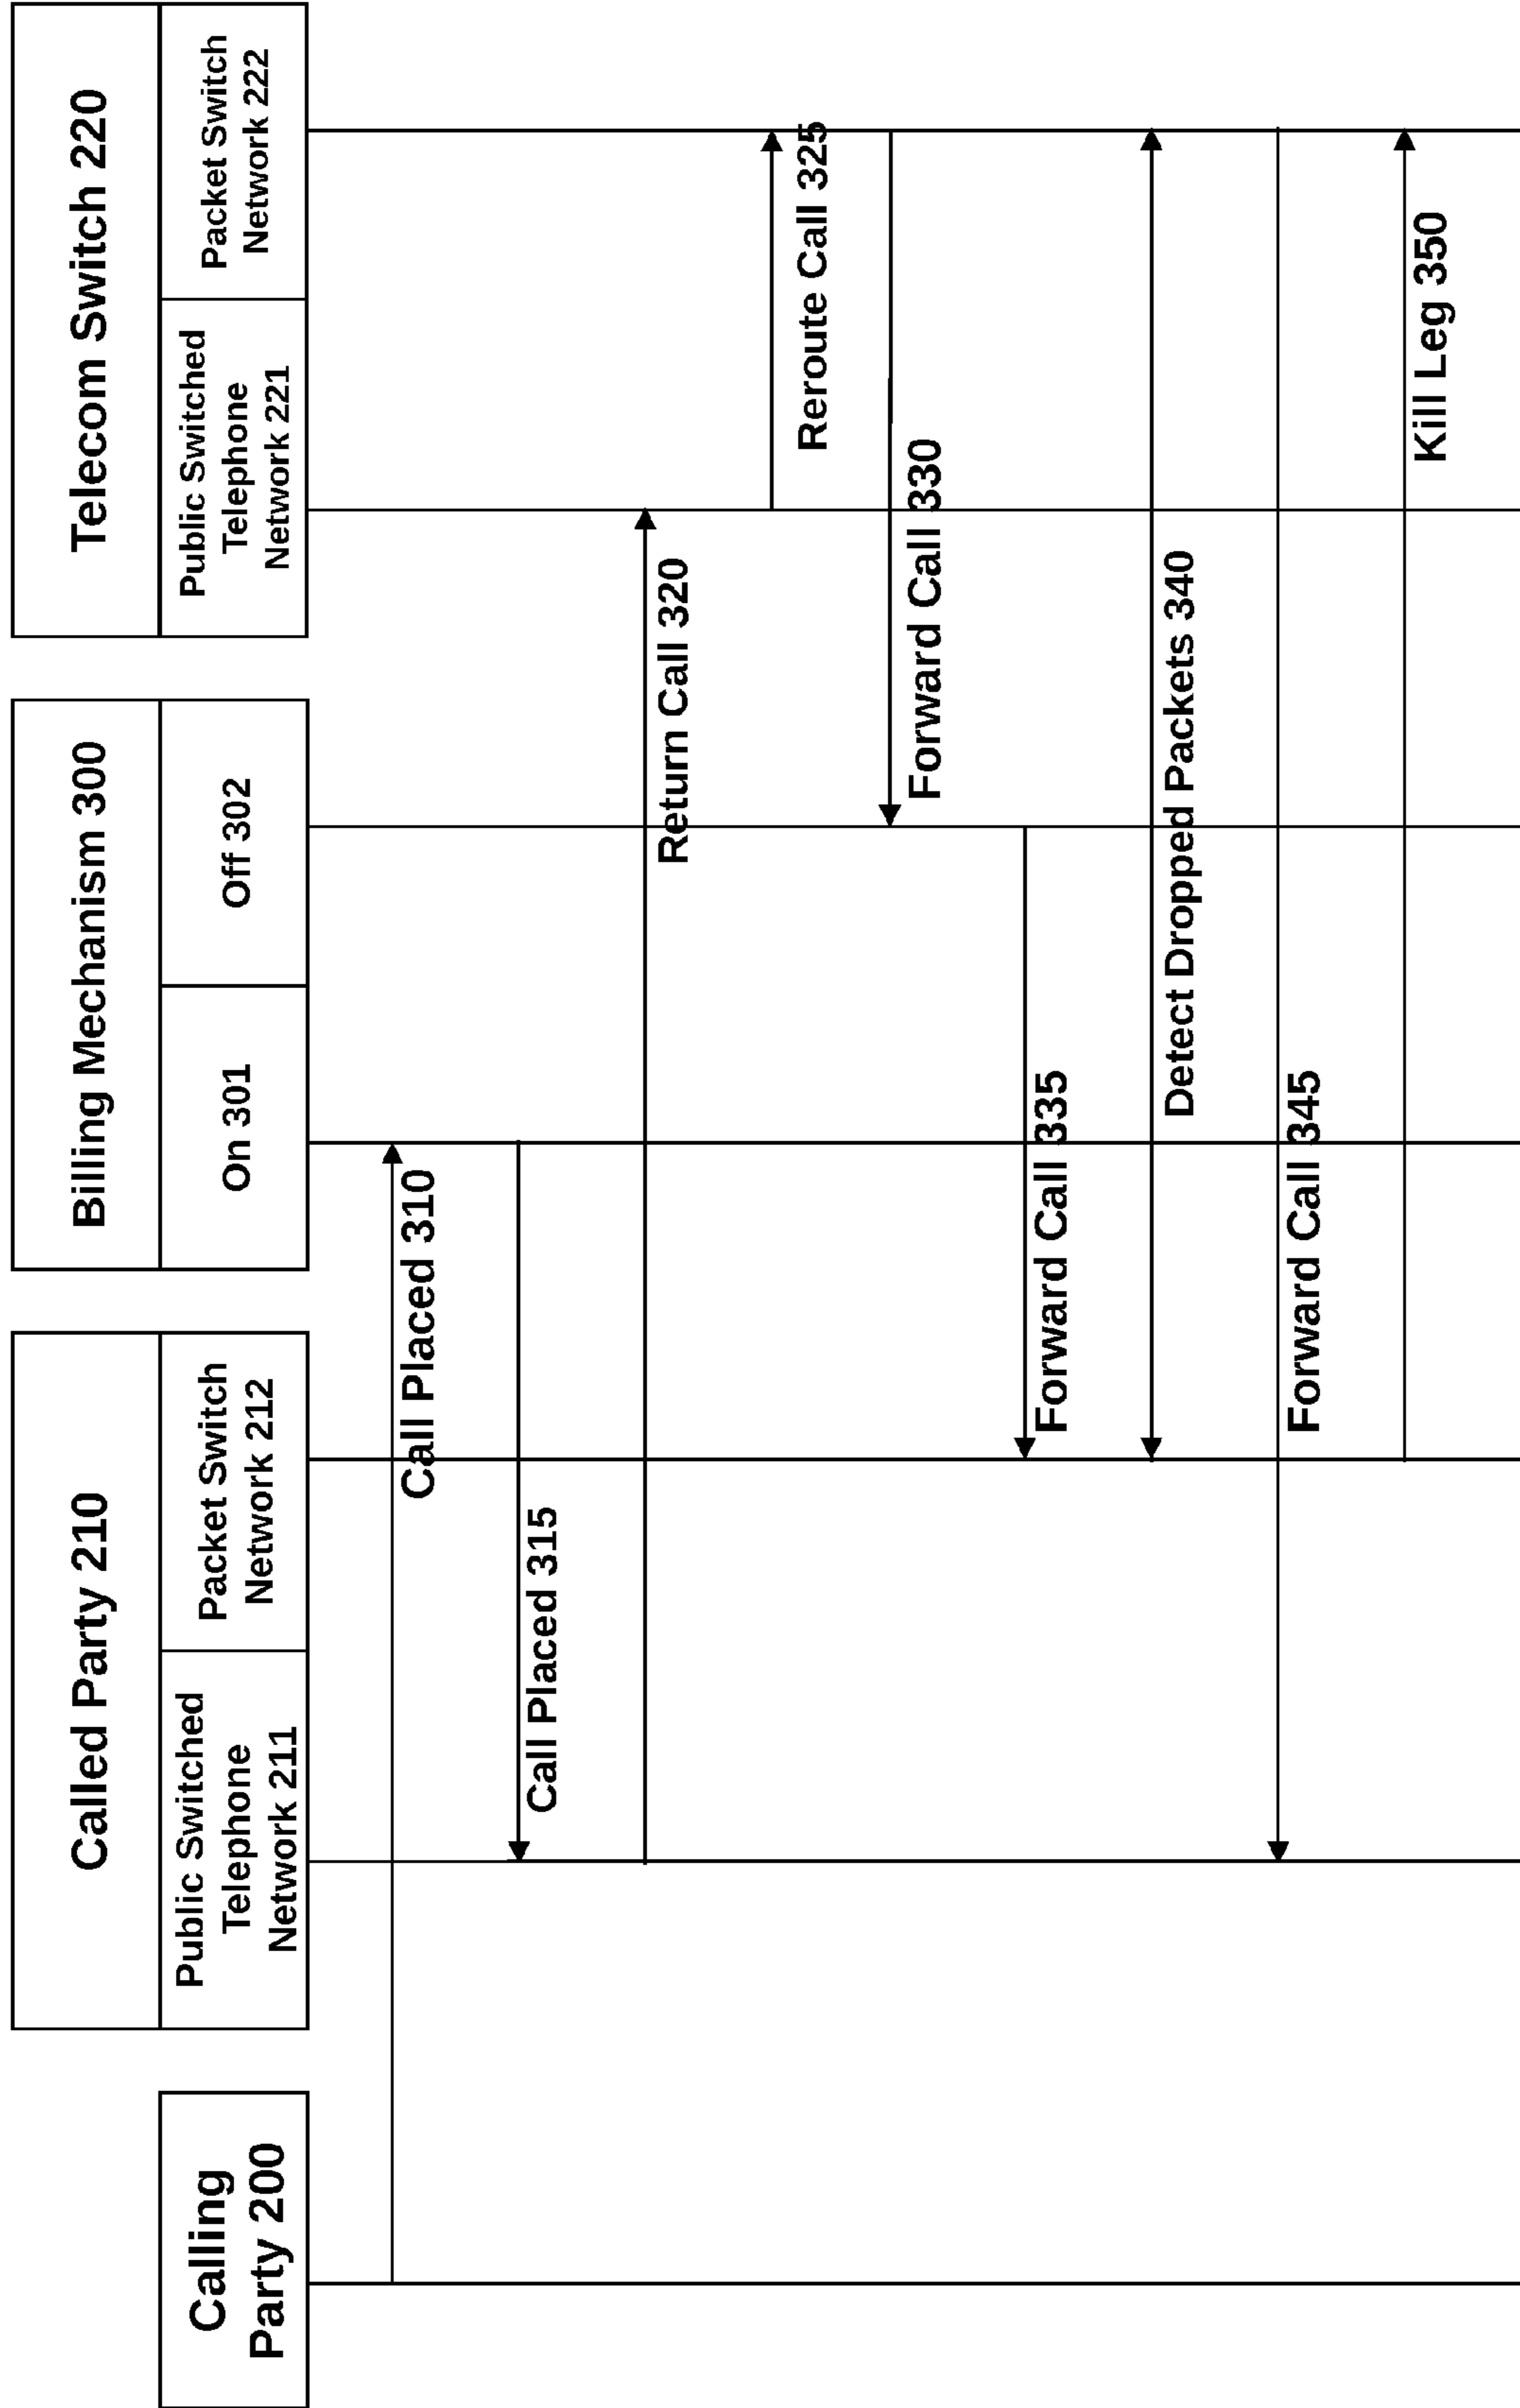 Calling
Party 200
Called Party 210
Public Switched
Telephone
Network 211
Packet Switch
Network 212
Billing Mechanism 300
On 301
Off 302
Telecom Switch 220
Public Switched
Telephone
Network 221
Packet Switch
Network 222
Call Placed 310
Call Placed 315
Return Call 320
Reroute Call 325
Forward Call 330
Forward Call 335
Detect Dropped Packets 340
Forward Call 345
Kill Leg 350